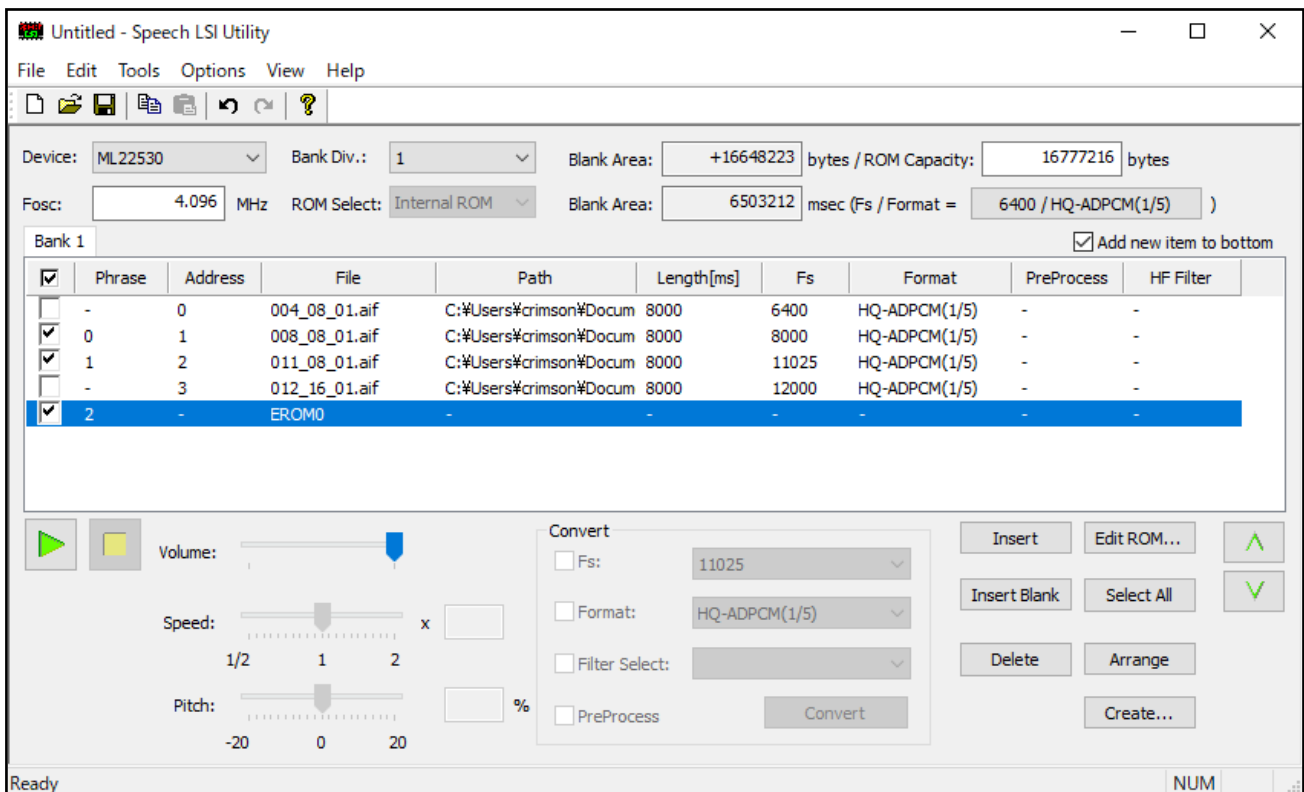 Untitled - Speech LSI Utility
File Edit Tools Options View Help
Device: ML22530 Bank Div.: 1 Blank Area: +16648223 bytes / ROM Capacity: 16777216 bytes
Fosc: 4.096 MHz ROM Select: Internal ROM Blank Area: 6503212 msec (Fs / Format = 6400 / HQ-ADPCM(1/5) )
Bank 1 Add new item to bottom
Phrase Address File Path Length[ms] Fs Format PreProcess HF Filter
- 0 004_08_01.aif C:¥Users¥crimson¥Docum 8000 6400 HQ-ADPCM(1/5) - -
0 1 008_08_01.aif C:¥Users¥crimson¥Docum 8000 8000 HQ-ADPCM(1/5) - -
1 2 011_08_01.aif C:¥Users¥crimson¥Docum 8000 11025 HQ-ADPCM(1/5) - -
- 3 012_16_01.aif C:¥Users¥crimson¥Docum 8000 12000 HQ-ADPCM(1/5) - -
2 - EROM0 - - - - - -
Convert
Volume: Fs: 11025 Insert Edit ROM...
Speed: x Format: HQ-ADPCM(1/5) Insert Blank Select All
1/2 1 2 Filter Select: Delete Arrange
Pitch: % PreProcess Convert Create...
-20 0 20
Ready NUM